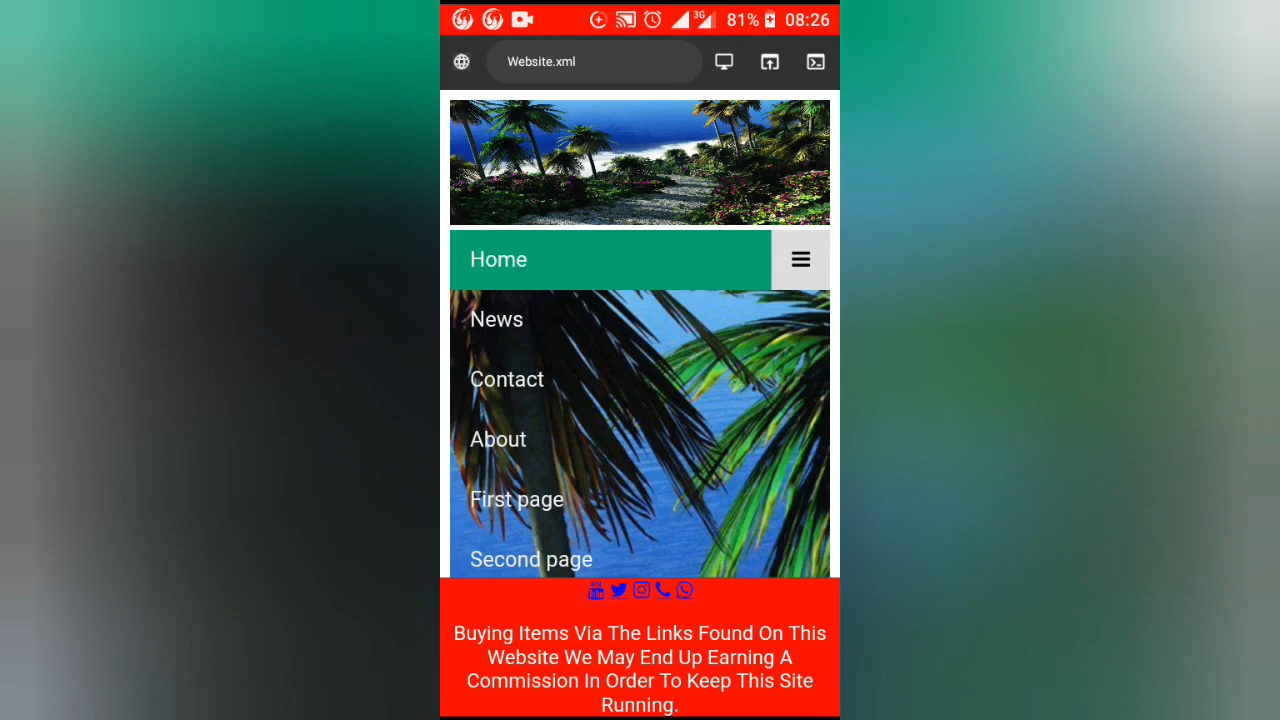 3G 81% 08:26
Website.xml
Home
News
Contact
About
First page
Second page
Buying Items Via The Links Found On This
Website We May End Up Earning A
Commission In Order To Keep This Site
Running.